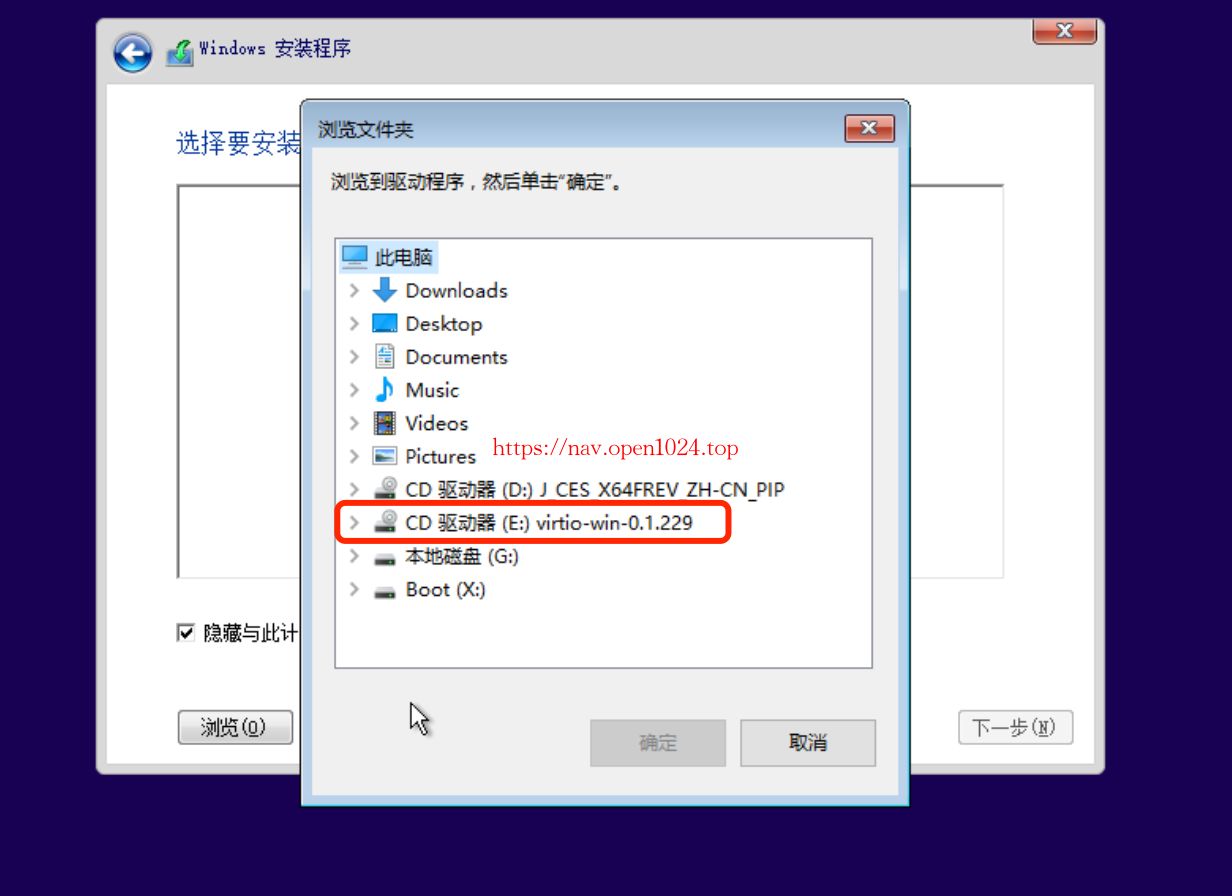 Windows 安装程序
浏览文件夹
选择要安装
浏览到驱动程序，然后单击“确定”。
此电脑
Downloads
Desktop
Documents
Music
Videos
https://nav.open1024.top
Pictures
CD 驱动器 (D:) J_CES_X64FREV_ZH-CN_PIP
CD 驱动器 (E:) virtio-win-0.1.229
本地磁盘 (G:)
Boot (X:)
隐藏与此计
浏览(O)
下一步(N)
确定
取消